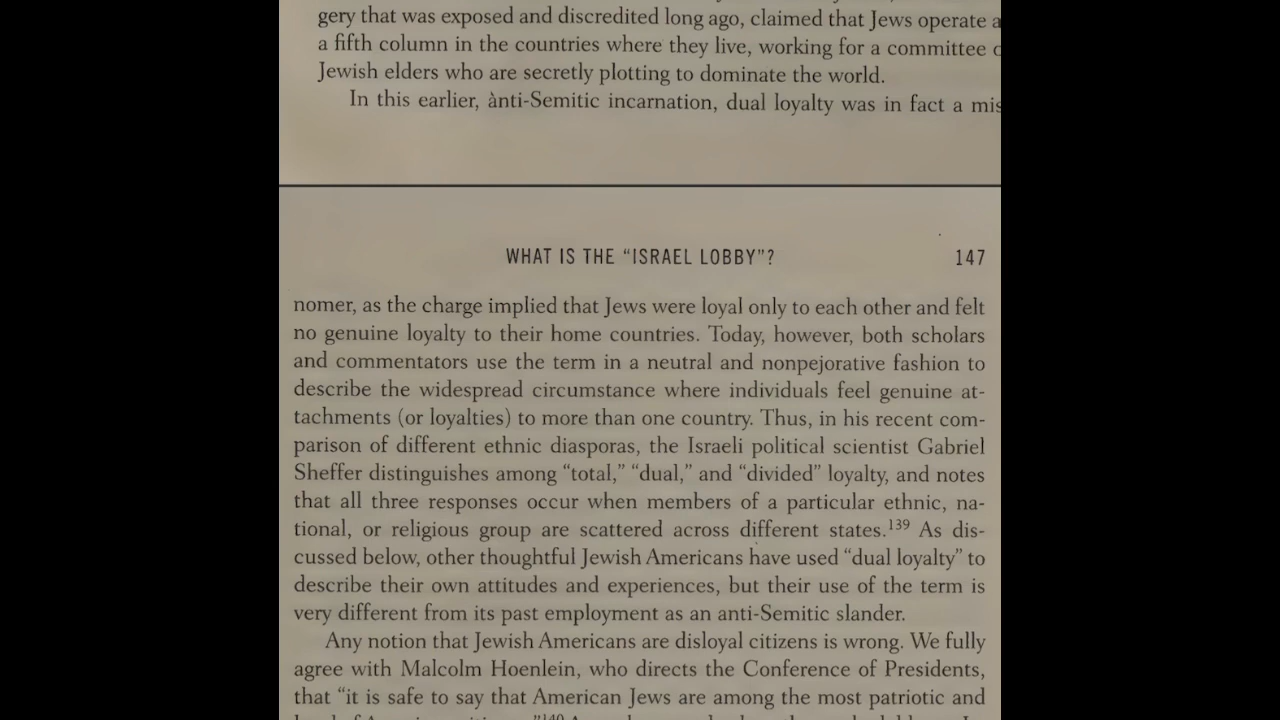 gery that was exposed and discredited long ago, claimed that Jews operate a
a fifth column in the countries where they live, working for a committee
Jewish elders who are secretly plotting to dominate the world.
In this earlier, anti-Semitic incarnation, dual loyalty was in fact a mis
WHAT IS THE “ISRAEL LOBBY”? 147
nomer, as the charge implied that Jews were loyal only to each other and felt
no genuine loyalty to their home countries. Today, however, both scholars
and commentators use the term in a neutral and nonpejorative fashion to
describe the widespread circumstance where individuals feel genuine at-
tachments (or loyalties) to more than one country. Thus, in his recent com-
parison of different ethnic diasporas, the Israeli political scientist Gabriel
Sheffer distinguishes among “total,” “dual,” and “divided” loyalty, and notes
that all three responses occur when members of a particular ethnic, na-
tional, or religious group are scattered across different states.139 As dis-
cussed below, other thoughtful Jewish Americans have used “dual loyalty” to
describe their own attitudes and experiences, but their use of the term is
very different from its past employment as an anti-Semitic slander.
Any notion that Jewish Americans are disloyal citizens is wrong. We fully
agree with Malcolm Hoenlein, who directs the Conference of Presidents,
that “it is safe to say that American Jews are among the most patriotic and